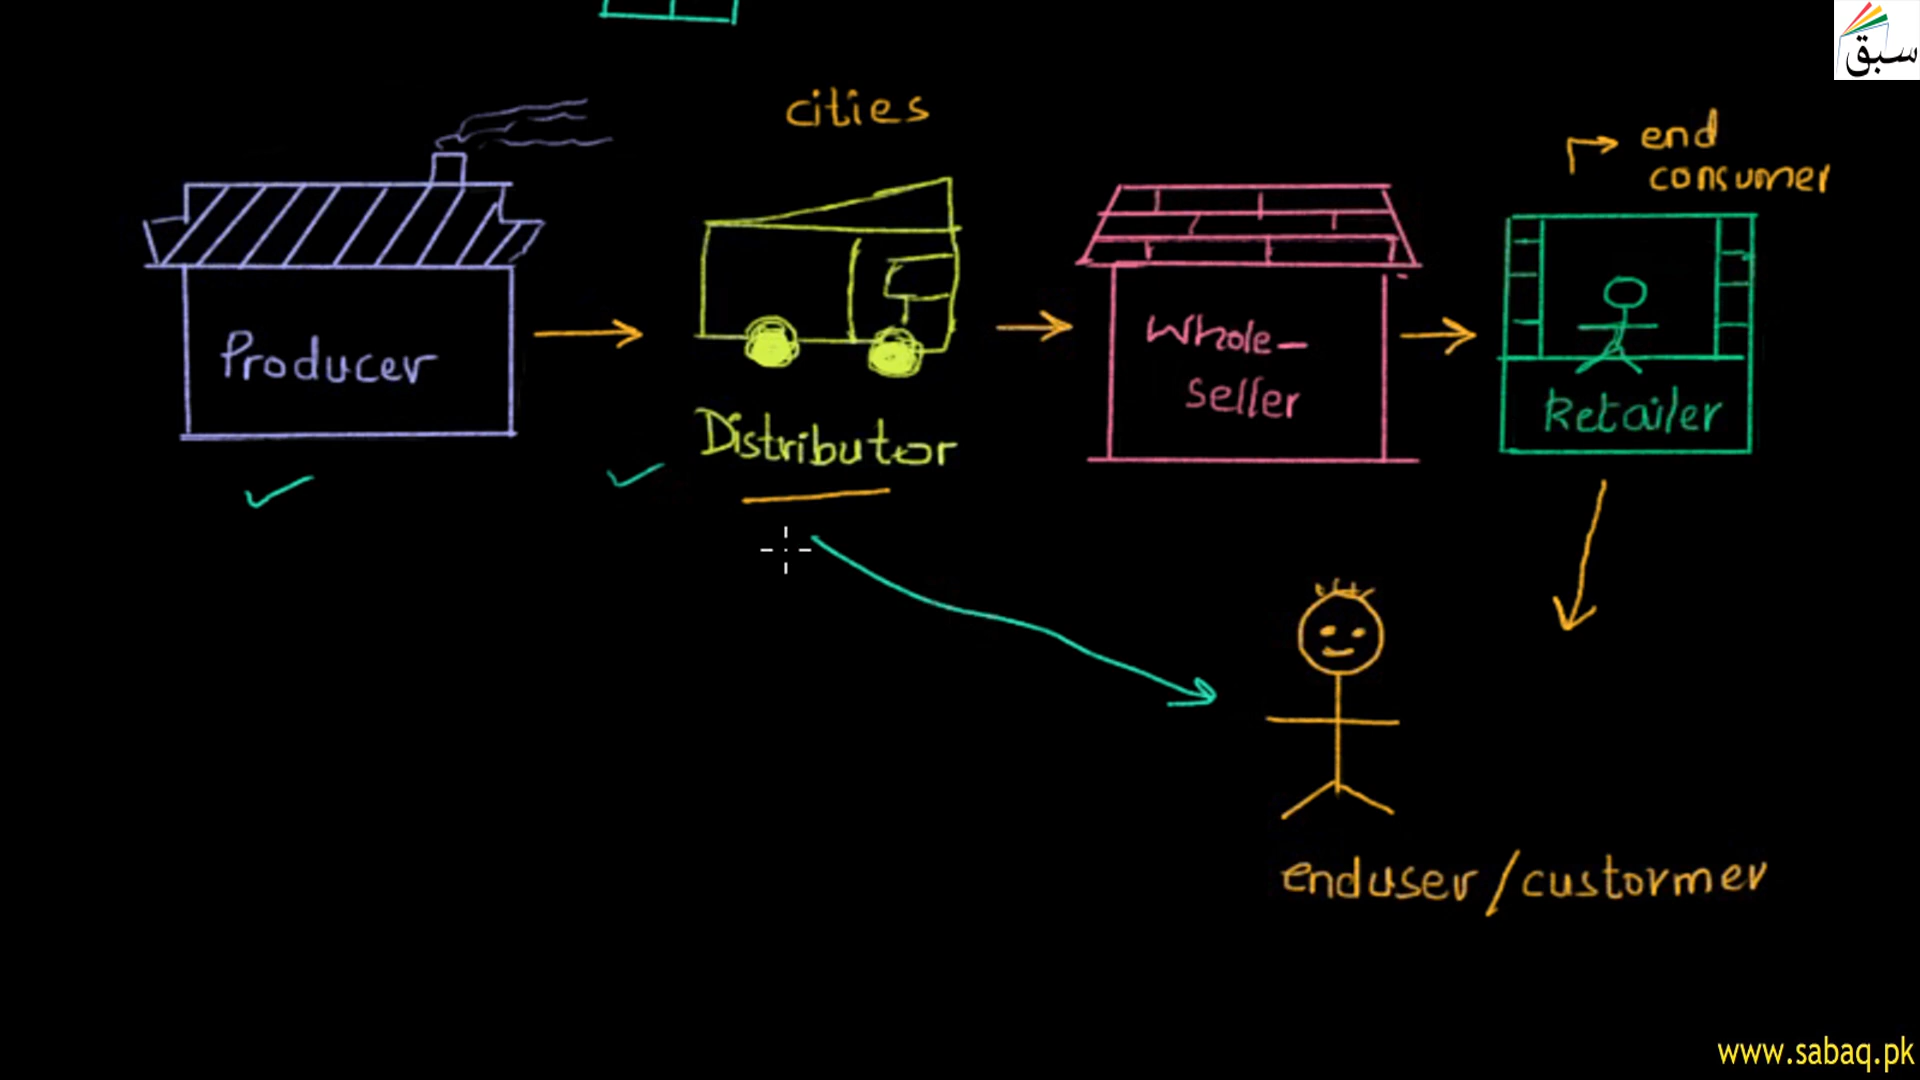 سبق
cities
end
consumer
Producer
Whole-
seller
Retailer
Distributor
enduser/custormer
www.sabaq.pk